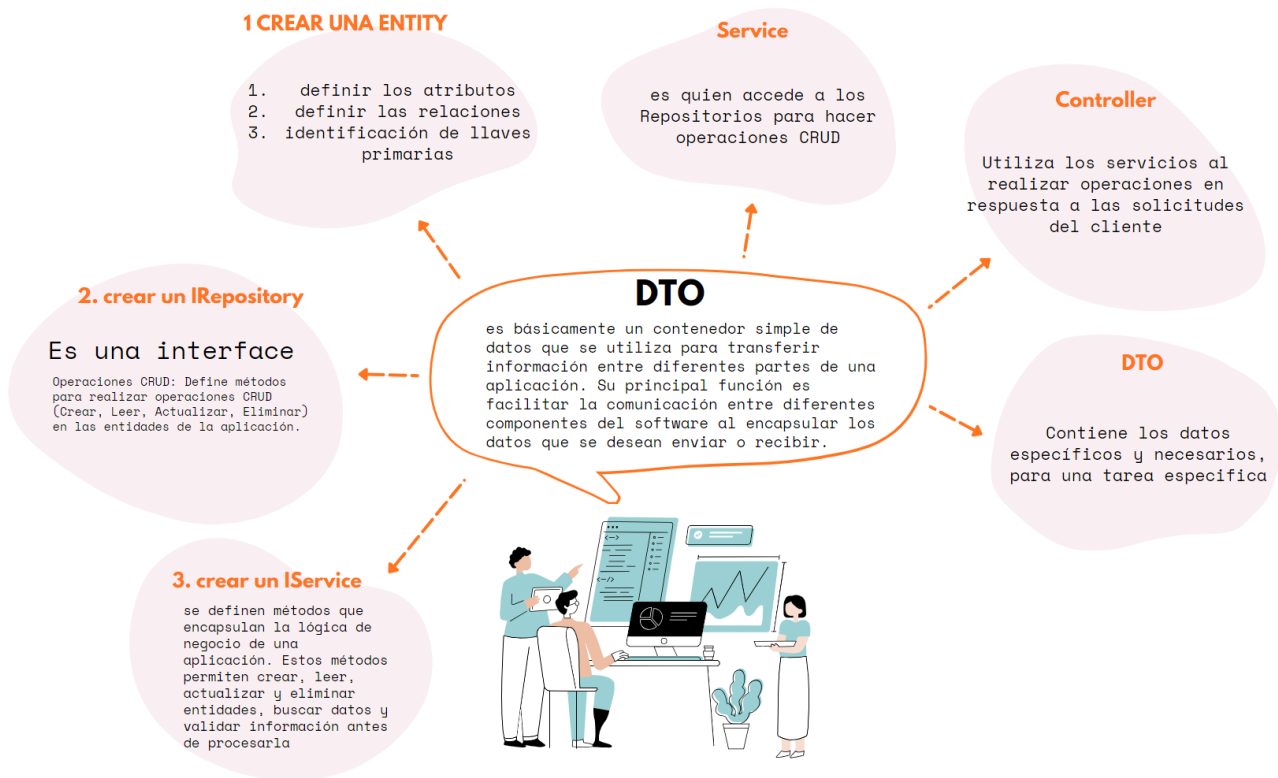 1 CREAR UNA ENTITY
1. definir los atributos
2. definir las relaciones
3. identificación de llaves
primarias
Service
es quien accede a los
Repositorios para hacer
operaciones CRUD
Controller
Utiliza los servicios al
realizar operaciones en
respuesta a las solicitudes
del cliente
2. crear un IRepository
Es una interface
Operaciones CRUD: Define métodos
para realizar operaciones CRUD
(Crear, Leer, Actualizar, Eliminar)
en las entidades de la aplicación.
DTO
es básicamente un contenedor simple de
datos que se utiliza para transferir
información entre diferentes partes de una
aplicación. Su principal función es
facilitar la comunicación entre diferentes
componentes del software al encapsular los
datos que se desean enviar o recibir.
DTO
Contiene los datos
específicos y necesarios,
para una tarea especifica
3. crear un IService
se definen métodos que
encapsulan la lógica de
negocio de una
aplicación. Estos métodos
permiten crear, leer,
actualizar y eliminar
entidades, buscar datos y
validar información antes
de procesarla